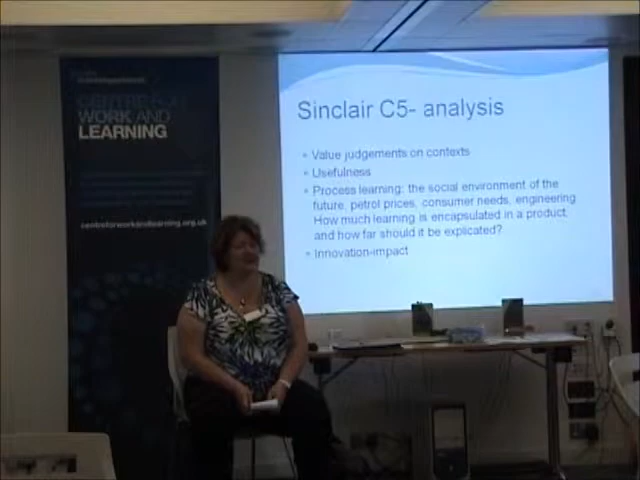 CENTRE FOR
WORK AND
LEARNING
centreforworkandlearning.org.uk
Sinclair C5- analysis
Value judgements on contexts
Usefulness
Process learning: the social environment of the
future, petrol prices, consumer needs, engineering
How much learning is encapsulated in a product,
and how far should it be explicated?
Innovation-impact